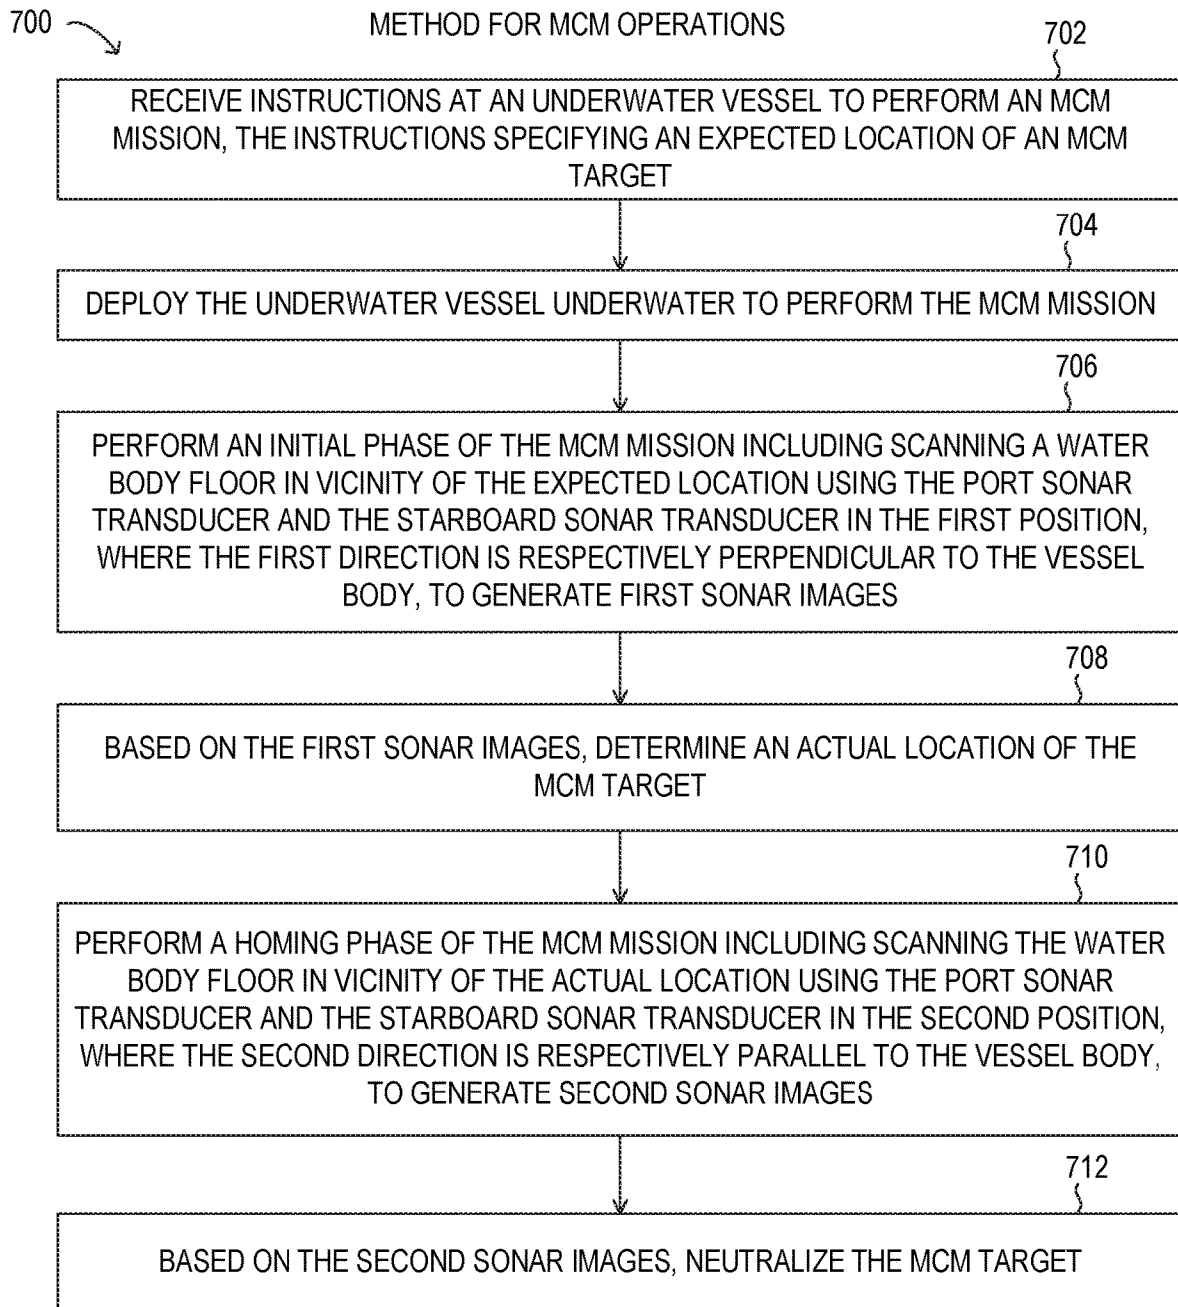 700
METHOD FOR MCM OPERATIONS
702
RECEIVE INSTRUCTIONS AT AN UNDERWATER VESSEL TO PERFORM AN MCM
MISSION, THE INSTRUCTIONS SPECIFYING AN EXPECTED LOCATION OF AN MCM
TARGET
704
DEPLOY THE UNDERWATER VESSEL UNDERWATER TO PERFORM THE MCM MISSION
706
PERFORM AN INITIAL PHASE OF THE MCM MISSION INCLUDING SCANNING A WATER
BODY FLOOR IN VICINITY OF THE EXPECTED LOCATION USING THE PORT SONAR
TRANSDUCER AND THE STARBOARD SONAR TRANSDUCER IN THE FIRST POSITION,
WHERE THE FIRST DIRECTION IS RESPECTIVELY PERPENDICULAR TO THE VESSEL
BODY, TO GENERATE FIRST SONAR IMAGES
708
BASED ON THE FIRST SONAR IMAGES, DETERMINE AN ACTUAL LOCATION OF THE
MCM TARGET
710
PERFORM A HOMING PHASE OF THE MCM MISSION INCLUDING SCANNING THE WATER
BODY FLOOR IN VICINITY OF THE ACTUAL LOCATION USING THE PORT SONAR
TRANSDUCER AND THE STARBOARD SONAR TRANSDUCER IN THE SECOND POSITION,
WHERE THE SECOND DIRECTION IS RESPECTIVELY PARALLEL TO THE VESSEL BODY,
TO GENERATE SECOND SONAR IMAGES
712
BASED ON THE SECOND SONAR IMAGES, NEUTRALIZE THE MCM TARGET